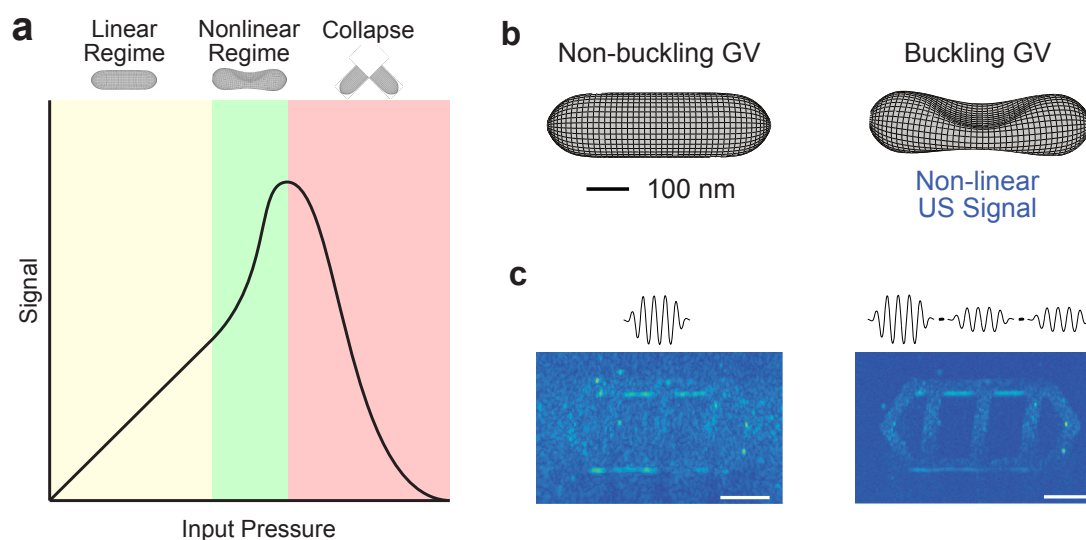 a
Linear
Regime
Nonlinear
Regime
Collapse
Signal
Input Pressure
b
Non-buckling GV
Buckling GV
100 nm
Non-linear
US Signal
c